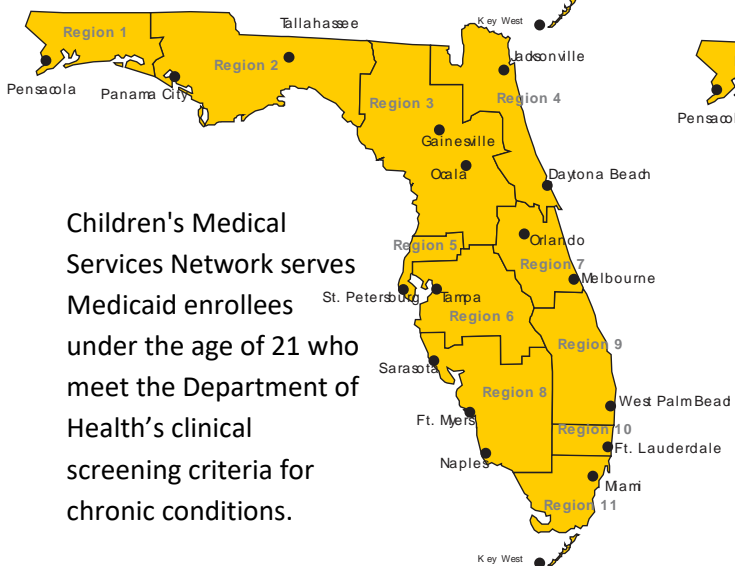 Key West
Tallahassee
Region 1
Jacksonville
Region 2
Pensacola
Panama City
Region 3
Region 4
Pensacol
Gainesville
Ocala
Daytona Beach
Children's Medical
Services Network serves
Medicaid enrollees
under the age of 21 who
meet the Department of
Health’s clinical
screening criteria for
chronic conditions.
Region 5
Orlando
Region 7
Melbourne
St. Petersburg
Tampa
Region 6
Region 9
Sarasota
Region 8
West Palm Bead
Ft. Myers
Region 10
Ft. Lauderdale
Naples
Miami
Region 11
Key West